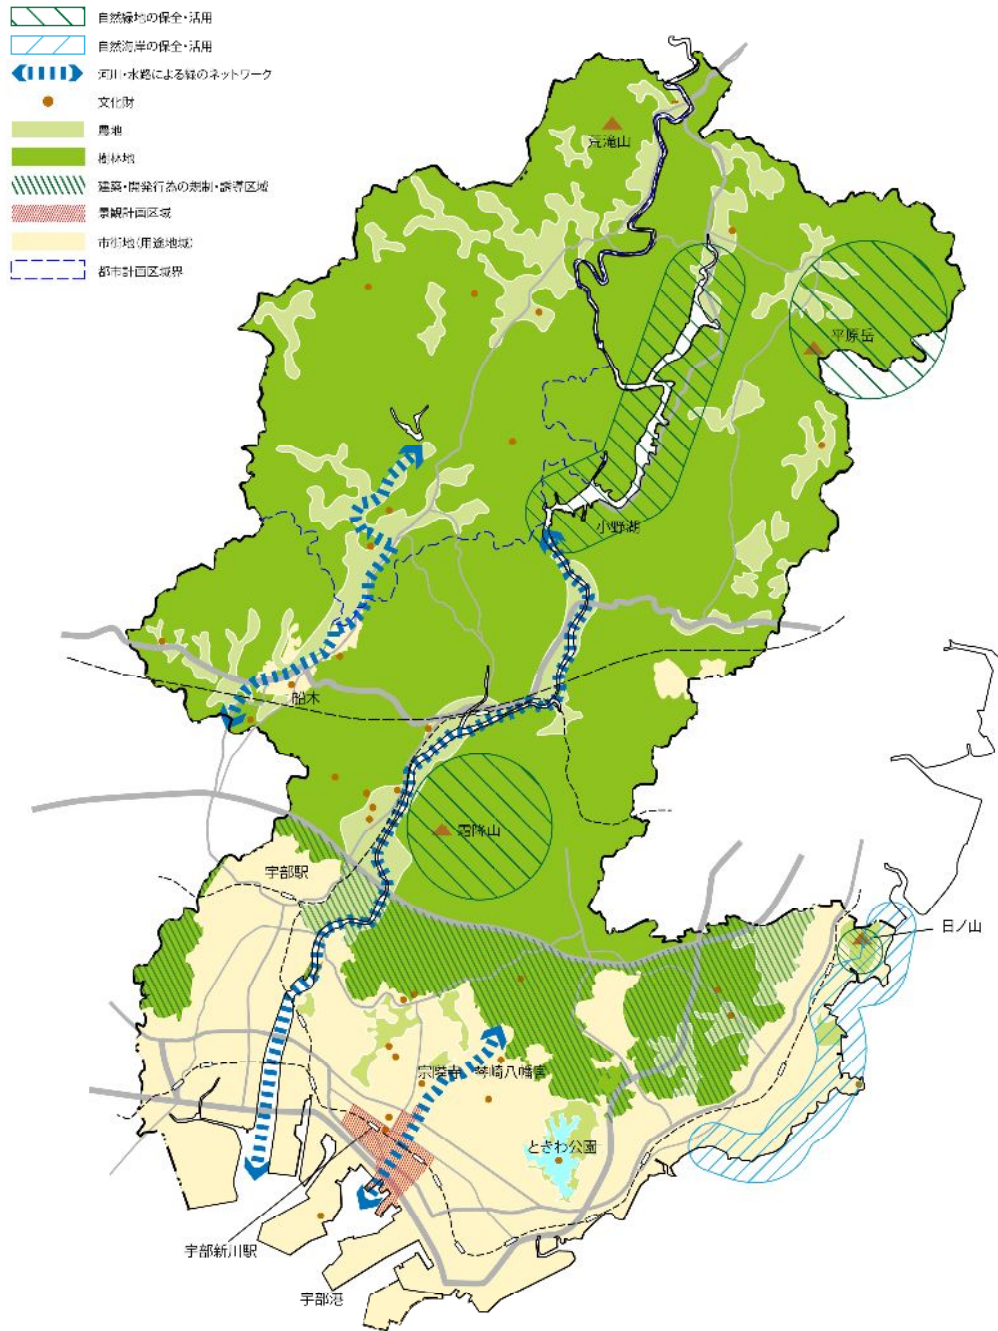 自然緑地の保全・活用
自然海岸の保全・活用
河川・水路による緑のネットワーク
文化財
農地
樹林地
建築・開発行為の規制・誘導区域
景観計画区域
市街地(用途地域)
都市計画区域界
荒滝山
平原岳
小野湖
船木
霜降山
宇部駅
日ノ山
宗隣寺
琴崎八幡宮
ときわ公園
宇部新川駅
宇部港